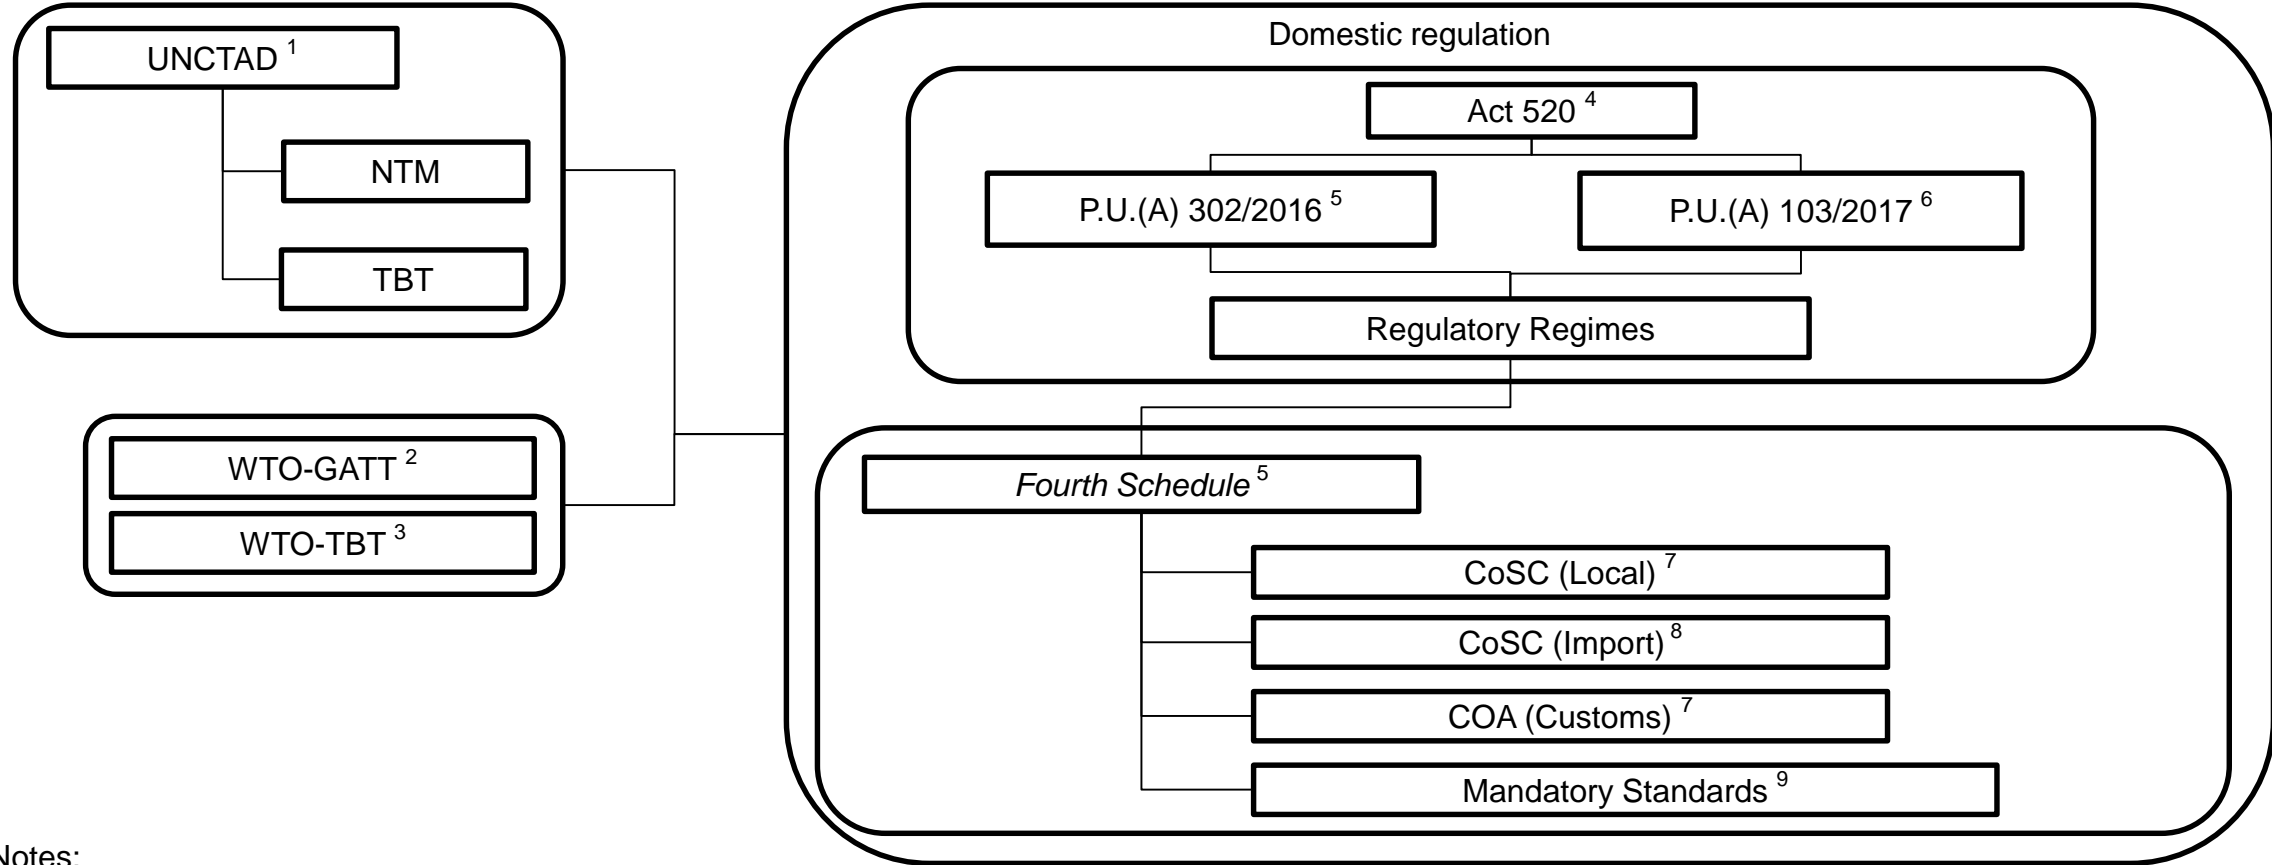 UNCTAD 1
NTM
TBT
WTO-GATT 2
WTO-TBT 3
Domestic regulation
Act 520 4
P.U.(A) 302/2016 5
P.U.(A) 103/2017 6
Regulatory Regimes
Fourth Schedule 5
CoSC (Local) 7
CoSC (Import) 8
COA (Customs) 7
Mandatory Standards 9
Notes: